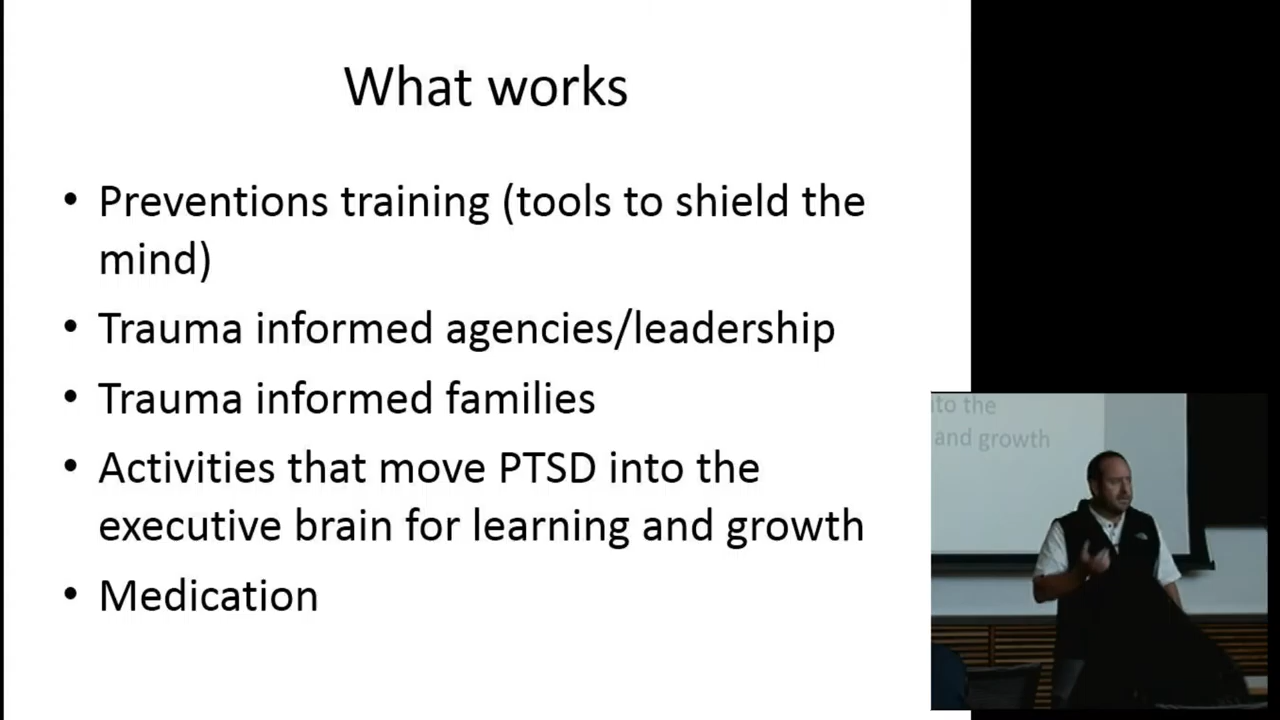 What works
• Preventions training (tools to shield the
mind)
• Trauma informed agencies/leadership
• Trauma informed families
• Activities that move PTSD into the
executive brain for learning and growth
• Medication
to the
and growth